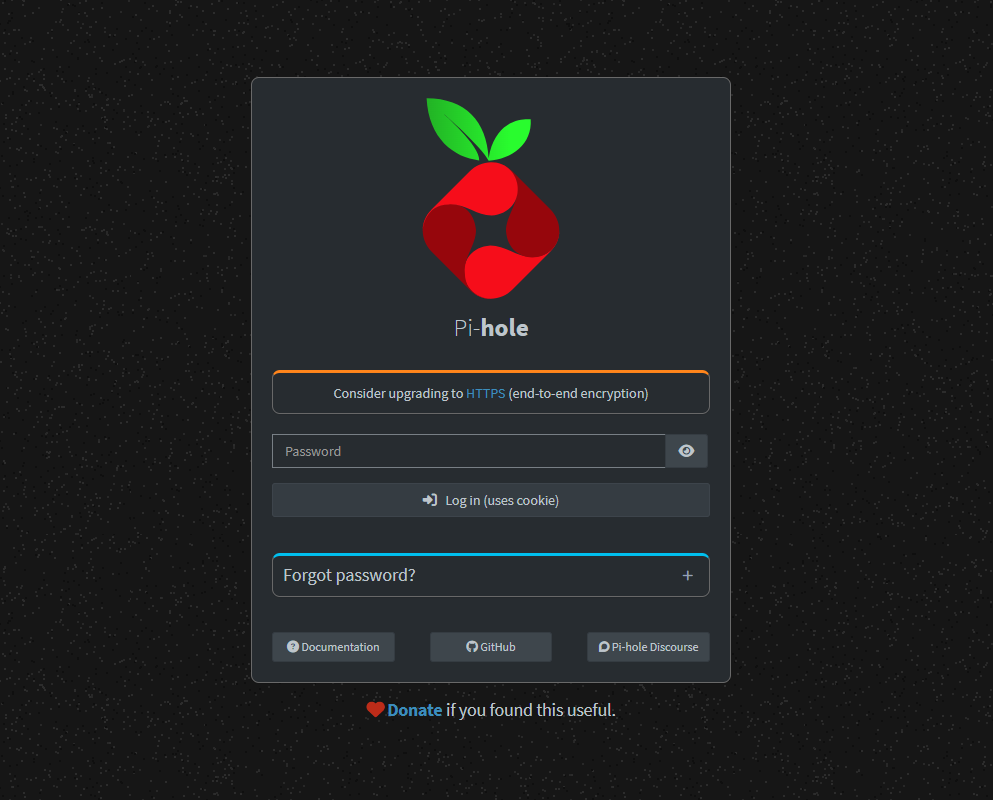 Pi-hole
Consider upgrading to HTTPS (end-to-end encryption)
Password
Log in (uses cookie)
Forgot password?
Documentation
GitHub
Pi-hole Discourse
Donate if you found this useful.